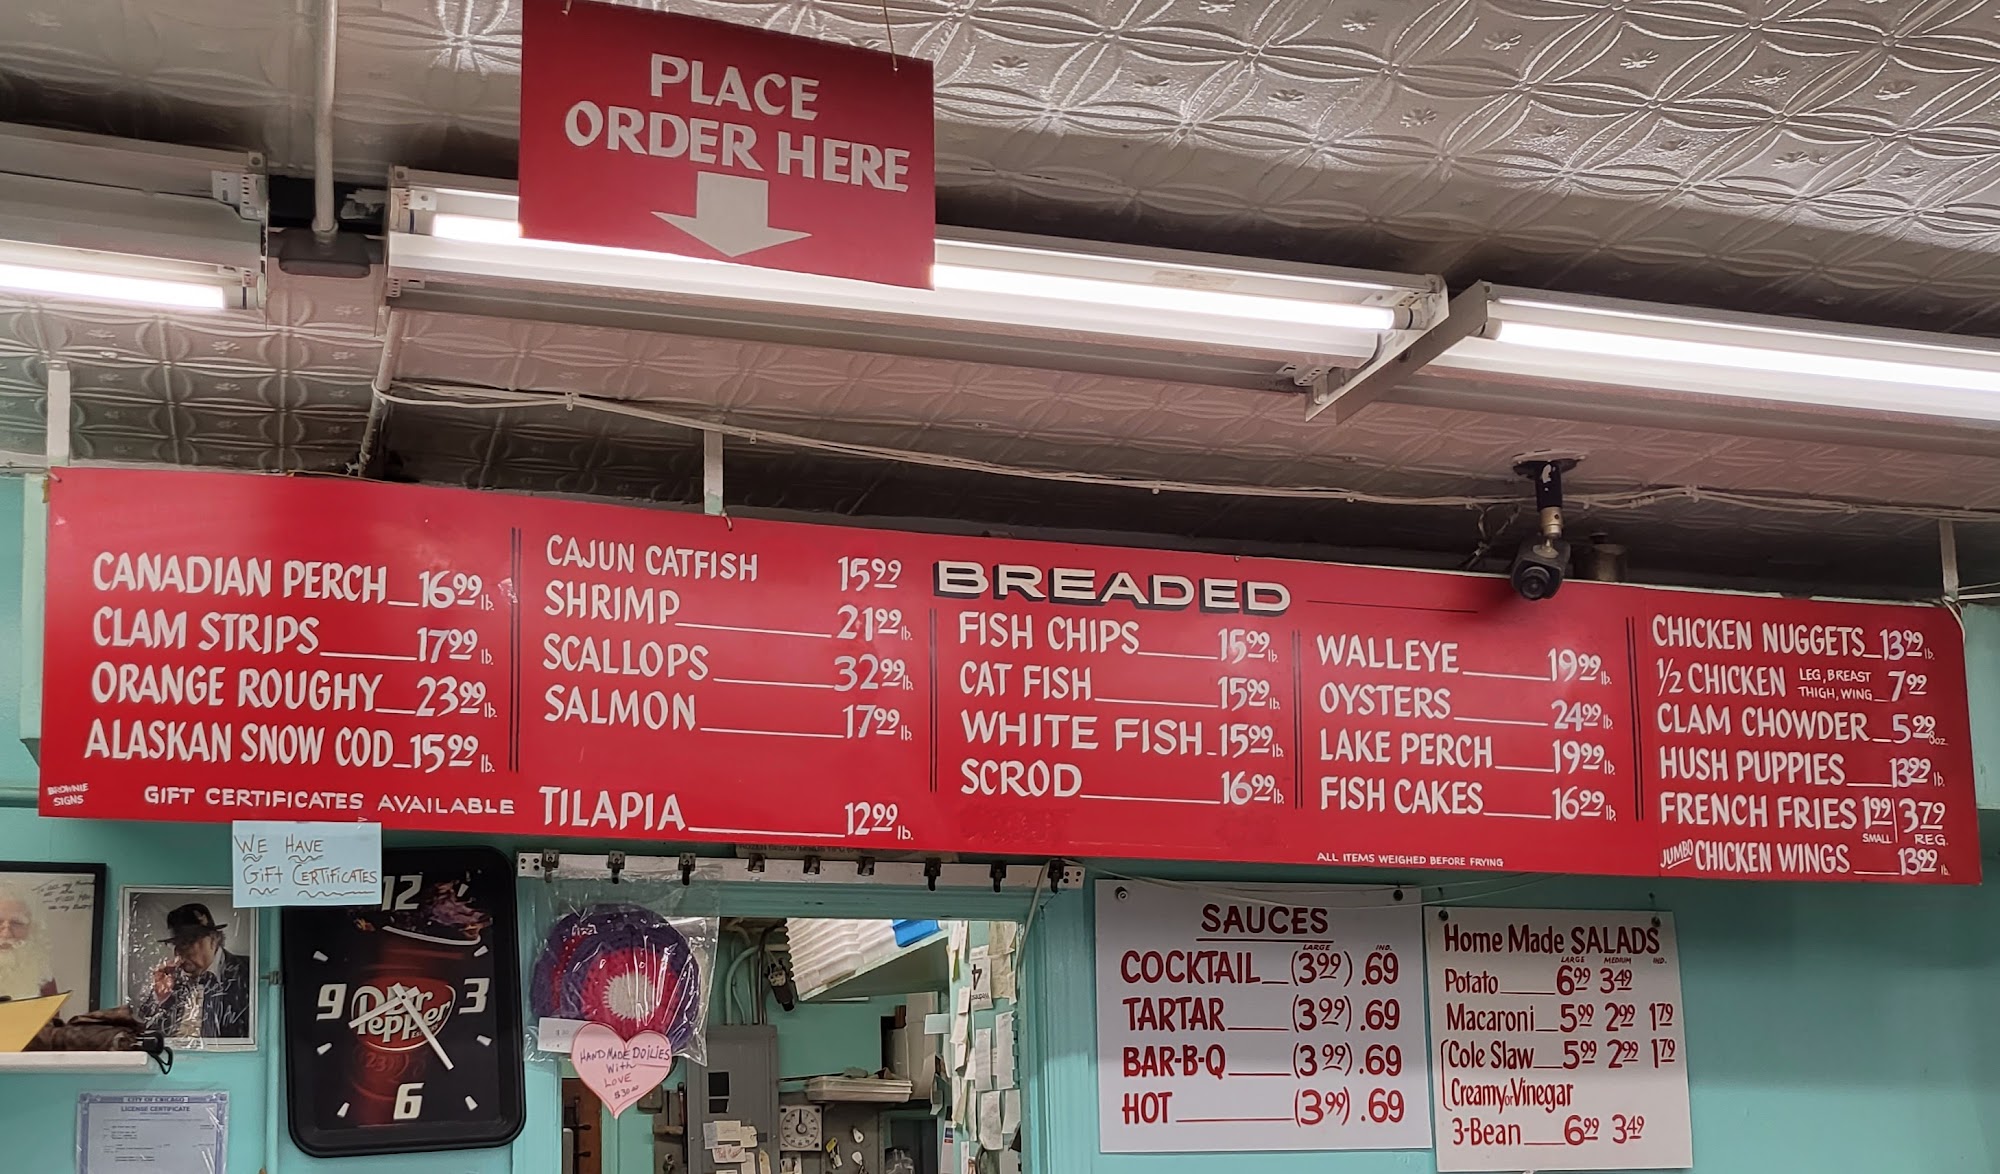 PLACE
ORDER HERE
CANADIAN PERCH 16.99 lb.
CLAM STRIPS 17.99 lb.
ORANGE ROUGHY 23.99 lb.
ALASKAN SNOW COD 15.99 lb.
BROWNIE
SIGNS
GIFT CERTIFICATES AVAILABLE
CAJUN CATFISH 15.99
SHRIMP 21.99 lb.
SCALLOPS 32.99 lb.
SALMON 17.99 lb.
TILAPIA 12.99 lb.
BREADED
FISH CHIPS 15.99 lb.
CAT FISH 15.99 lb.
WHITE FISH 15.99 lb.
SCROD 16.99 lb.
WALLEYE 19.99 lb.
OYSTERS 24.99 lb.
LAKE PERCH 19.99 lb.
FISH CAKES 16.99 lb.
ALL ITEMS WEIGHED BEFORE FRYING
CHICKEN NUGGETS 13.99 lb.
1/2 CHICKEN LEG, BREAST THIGH, WING 7.99
CLAM CHOWDER 5.99 8oz.
HUSH PUPPIES 13.99 lb.
FRENCH FRIES 1.99 SMALL 3.79 REG.
JUMBO CHICKEN WINGS 13.99 lb.
WE HAVE
GiFt CERTiFiCATES
12
9 3
6
Dr Pepper
23
HANDMADE DOiLiES
With
LOVE
CITY OF CHICAGO
LICENSE CERTIFICATE
SAUCES
LARGE IND.
COCKTAIL (3.99) .69
TARTAR (3.99) .69
BAR-B-Q (3.99) .69
HOT (3.99) .69
Home Made SALADS
LARGE MEDIUM IND.
Potato 6.99 3.49
Macaroni 5.99 2.99 1.79
Cole Slaw 5.99 2.99 1.79
Creamy or Vinegar
3-Bean 6.99 3.49